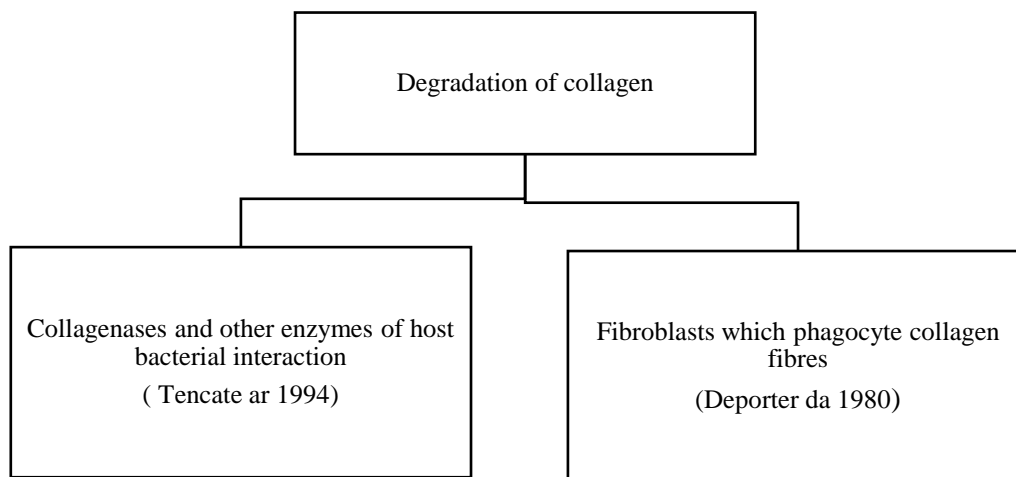 Degradation of collagen
Collagenases and other enzymes of host
bacterial interaction
( Tencate ar 1994)
Fibroblasts which phagocyte collagen
fibres
(Deporter da 1980)